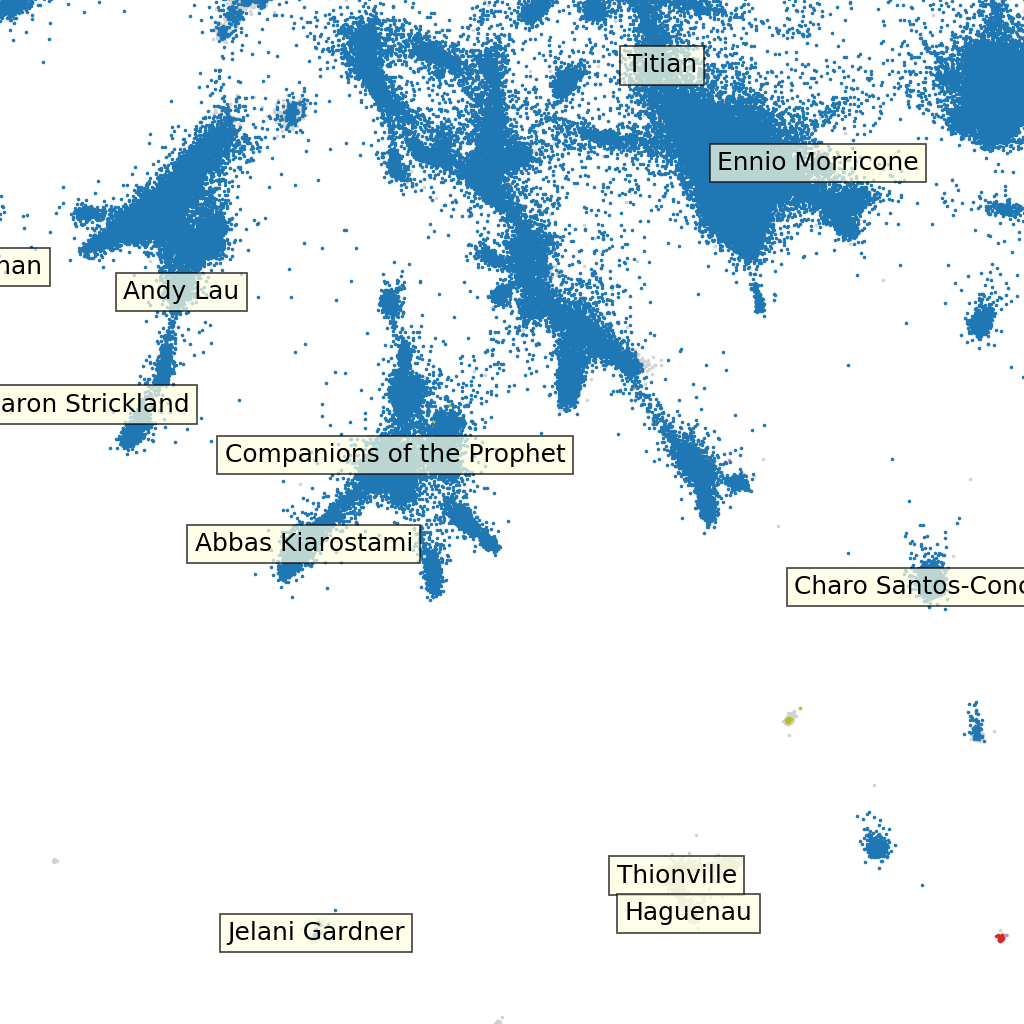 Titian
Ennio Morricone
han
Andy Lau
aron Strickland
Companions of the Prophet
Abbas Kiarostami
Charo Santos-Conc
Thionville
Haguenau
Jelani Gardner